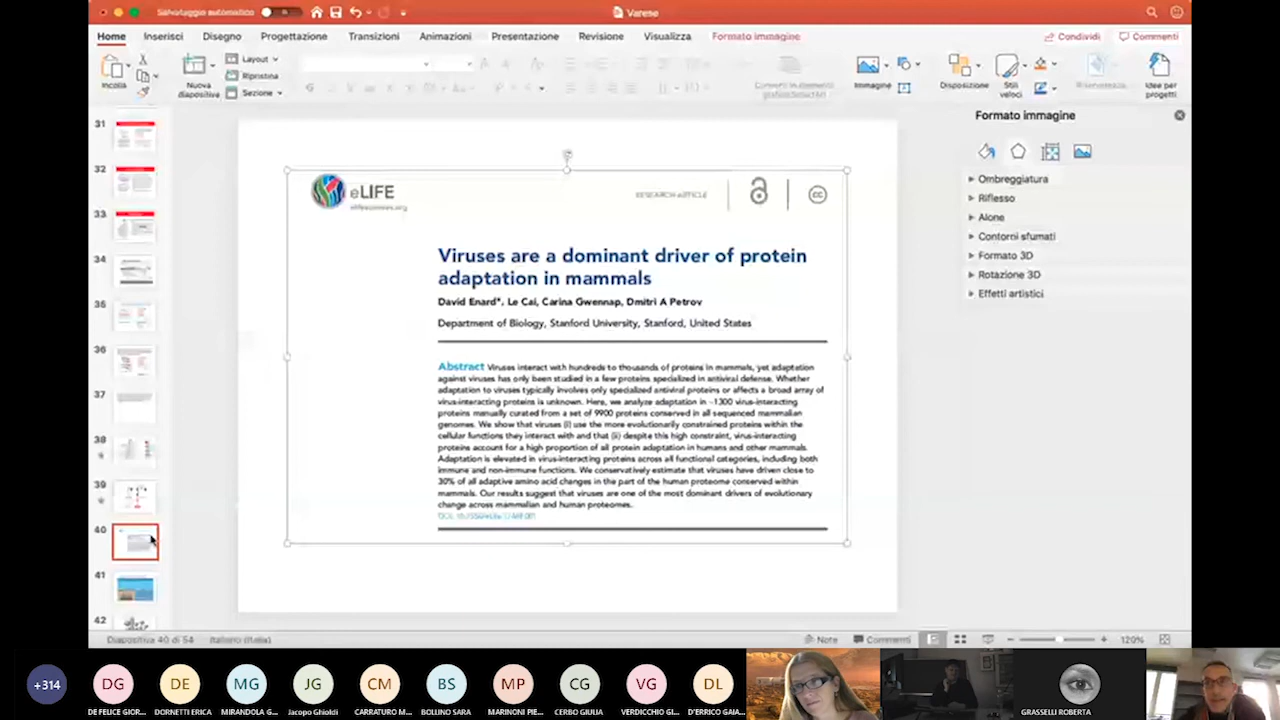 Salvataggio automatico
Varese
Home Inserisci Disegno Progettazione Transizioni Animazioni Presentazione Revisione Visualizza Formato immagine
Condividi Commenti
Incolla
Nuova diapositiva
Layout
Ripristina
Sezione
Immagine
Disposizione
Stili veloci
Idee per progetti
31
32
33
34
35
36
37
38
39
40
41
42
eLIFE
elifesciences.org
RESEARCH ARTICLE
cc
Viruses are a dominant driver of protein
adaptation in mammals
David Enard*, Le Cai, Carina Gwennap, Dmitri A Petrov
Department of Biology, Stanford University, Stanford, United States
Abstract Viruses interact with hundreds to thousands of proteins in mammals, yet adaptation
against viruses has only been studied in a few proteins specialized in antiviral defense. Whether
adaptation to viruses typically involves only specialized antiviral proteins or affects a broad array of
virus-interacting proteins is unknown. Here, we analyze adaptation in ~1300 virus-interacting
proteins manually curated from a set of 9900 proteins conserved in all sequenced mammalian
genomes. We show that viruses (i) use the more evolutionarily constrained proteins within the
cellular functions they interact with and that (ii) despite this high constraint, virus-interacting
proteins account for a high proportion of all protein adaptation in humans and other mammals.
Adaptation is elevated in virus-interacting proteins across all functional categories, including both
immune and non-immune functions. We conservatively estimate that viruses have driven close to
30% of all adaptive amino acid changes in the part of the human proteome conserved within
mammals. Our results suggest that viruses are one of the most dominant drivers of evolutionary
change across mammalian and human proteomes.
Formato immagine
Ombreggiatura
Riflesso
Alone
Contorni sfumati
Formato 3D
Rotazione 3D
Effetti artistici
Diapositiva 40 di 54 Italiano (Italia)
Note Commenti 120%
+314 DG DE MG JG CM BS MP CG VG DL
DE FELICE GIOR... DORNETTI ERICA MIRANDOLA G... Jacopo Ghioldi CARRATURO M... BOLLINO SARA MARINONI PIE... CERBO GIULIA VERDICCHIO GI... D'ERRICO GAIA... Jacopo GRASSELLI ROBERTA